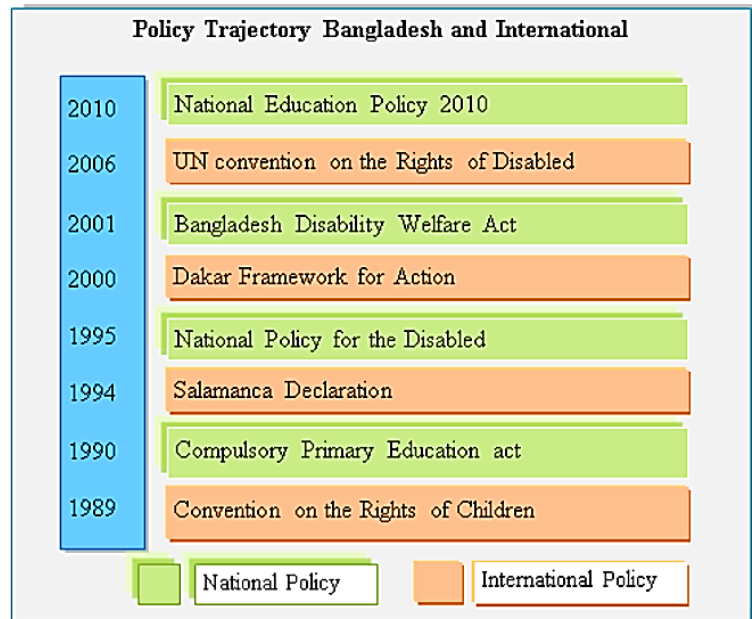 Policy Trajectory Bangladesh and International
2010 National Education Policy 2010
2006 UN convention on the Rights of Disabled
2001 Bangladesh Disability Welfare Act
2000 Dakar Framework for Action
1995 National Policy for the Disabled
1994 Salamanca Declaration
1990 Compulsory Primary Education act
1989 Convention on the Rights of Children
National Policy International Policy